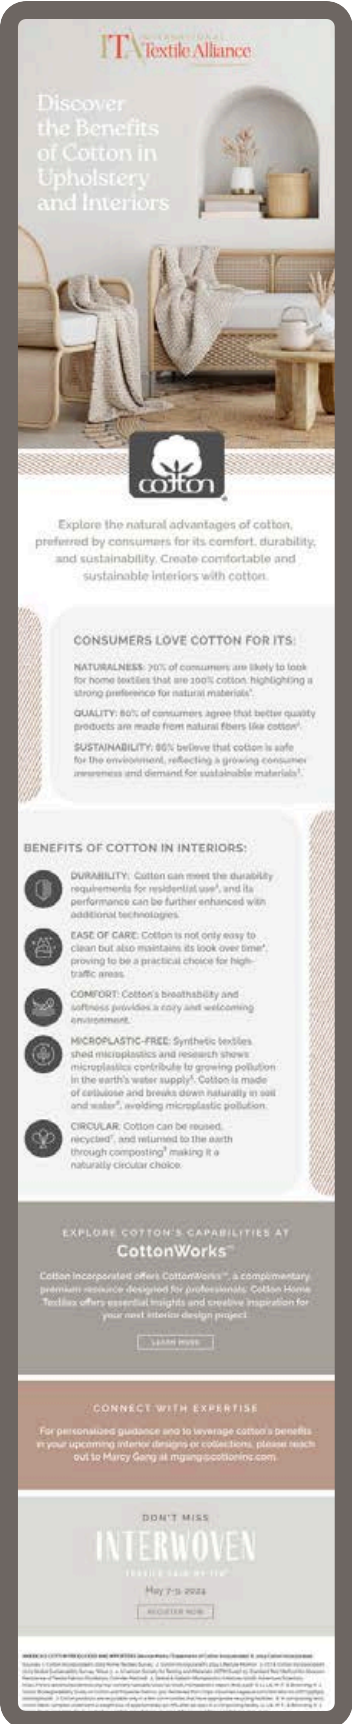 ITA INTERNATIONAL
Textile Alliance
Discover
the Benefits
of Cotton in
Upholstery
and Interiors
cotton
Explore the natural advantages of cotton,
preferred by consumers for its comfort, durability,
and sustainability. Create comfortable and
sustainable interiors with cotton.
CONSUMERS LOVE COTTON FOR ITS:
NATURALNESS: 70% of consumers are likely to look
for home textiles that are 100% cotton, highlighting a
strong preference for natural materials¹.
QUALITY: 60% of consumers agree that better quality
products are made from natural fibers like cotton².
SUSTAINABILITY: 86% believe that cotton is safe
for the environment, reflecting a growing consumer
awareness and demand for sustainable materials³.
BENEFITS OF COTTON IN INTERIORS:
DURABILITY: Cotton can meet the durability
requirements for residential use⁴, and its
performance can be further enhanced with
additional technologies.
EASE OF CARE: Cotton is not only easy to
clean but also maintains its look over time⁴,
proving to be a practical choice for high-
traffic areas.
COMFORT: Cotton's breathability and
softness provides a cozy and welcoming
environment.
MICROPLASTIC-FREE: Synthetic textiles
shed microplastics and research shows
microplastics contribute to growing pollution
in the earth's water supply⁵. Cotton is made
of cellulose and breaks down naturally in soil
and water⁶, avoiding microplastic pollution.
CIRCULAR: Cotton can be reused,
recycled⁷, and returned to the earth
through composting⁸ making it a
naturally circular choice.
EXPLORE COTTON'S CAPABILITIES AT
CottonWorks™
Cotton Incorporated offers CottonWorks™, a complimentary,
premium resource designed for professionals. Cotton Home
Textiles offers essential insights and creative inspiration for
your next interior design project.
LEARN MORE
CONNECT WITH EXPERTISE
For personalized guidance and to leverage cotton's benefits
in your upcoming interior designs or collections, please reach
out to Marcy Gang at mgang@cottoninc.com.
DON'T MISS
INTERWOVEN
TEXTILE FAIR BY ITA
May 7-9, 2024
REGISTER NOW